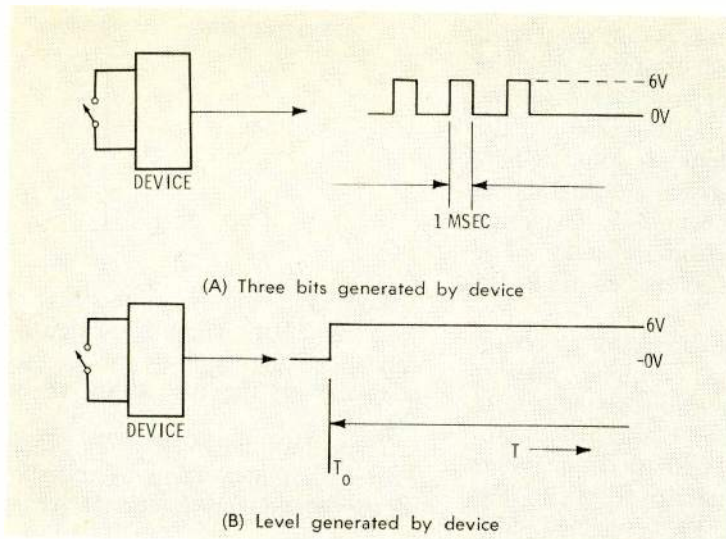 6V
0V
DEVICE
1 MSEC
(A) Three bits generated by device
6V
-0V
DEVICE
T
T0
(B) Level generated by device